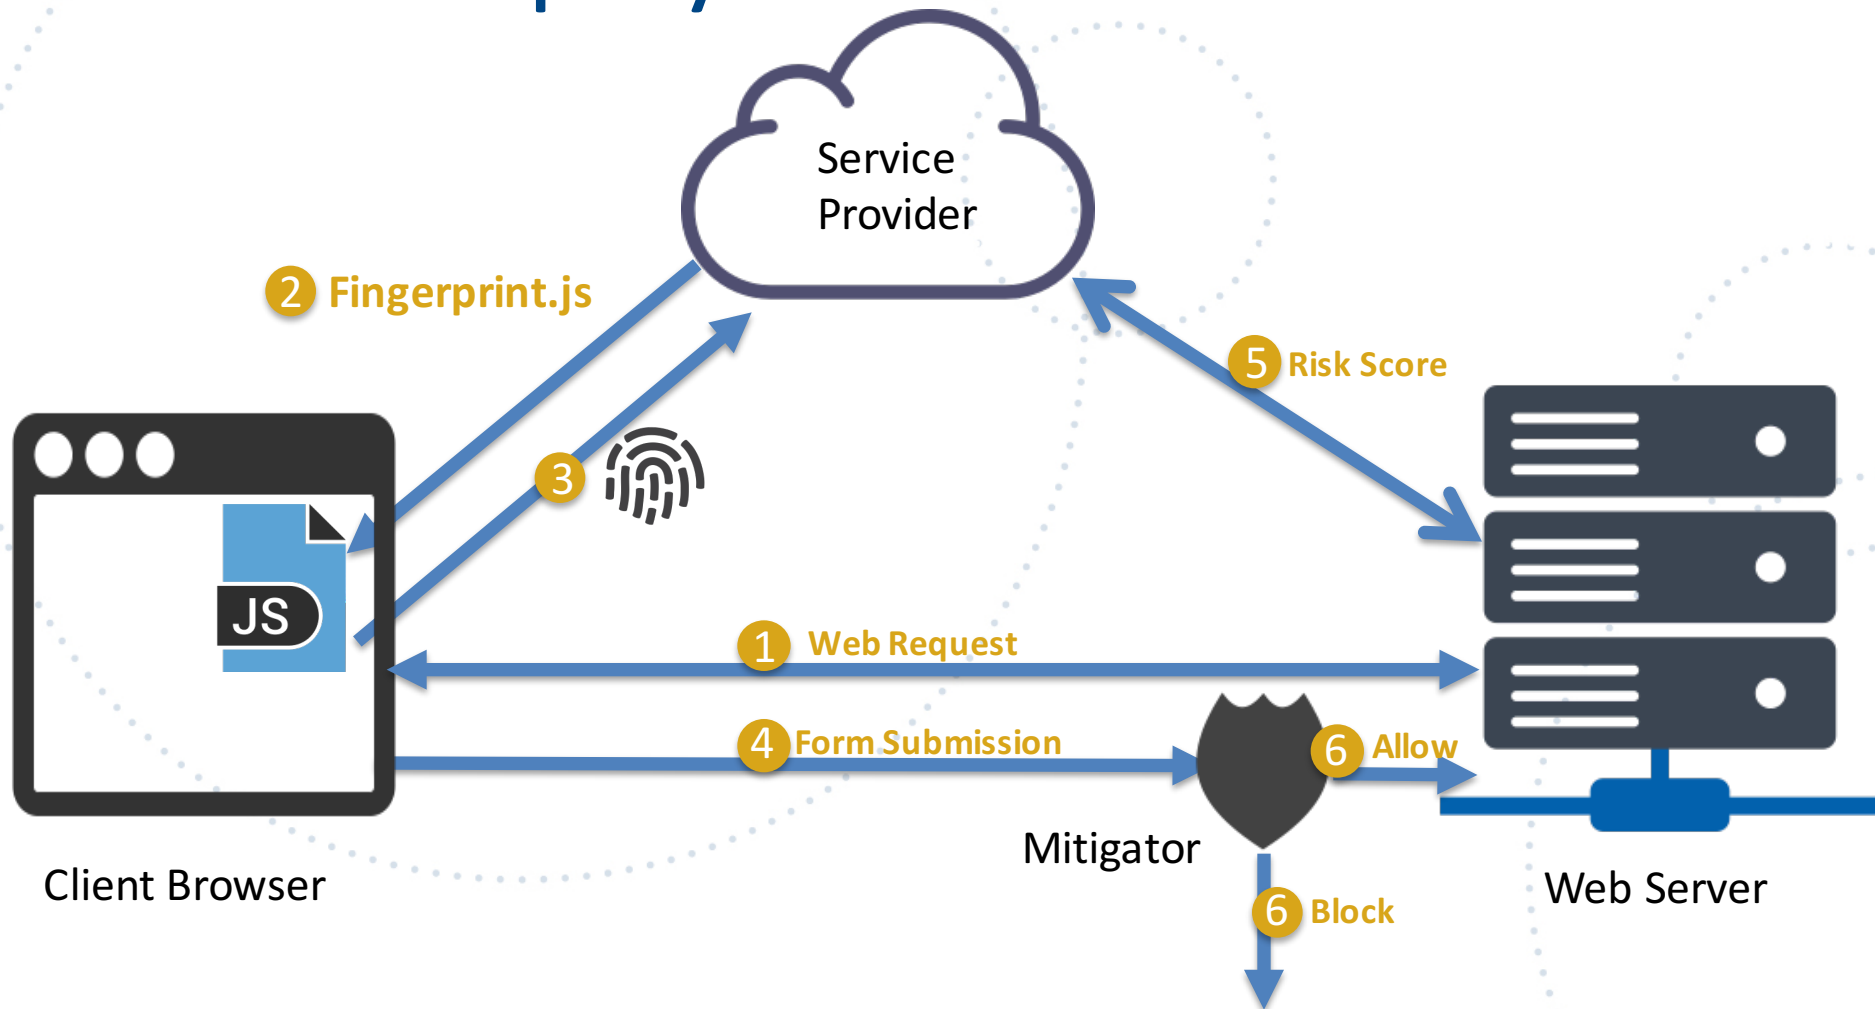 Service
Provider
2 Fingerprint.js
5 Risk Score
3
JS
1 Web Request
4 Form Submission
6 Allow
Mitigator
Client Browser
Web Server
6 Block